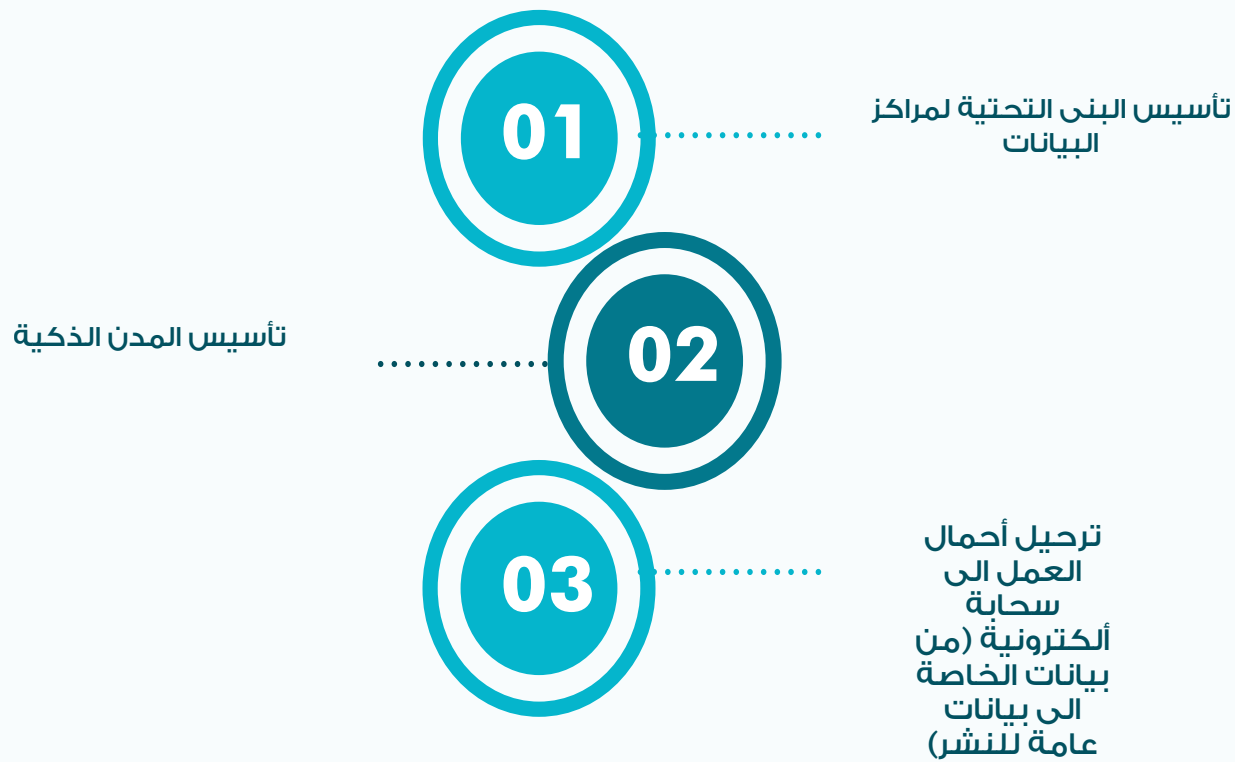 01
تأسيس البنى التحتية لمراكز
البيانات
02
تأسيس المدن الذكية
03
ترحيل أحمال
العمل الى
سحابة
ألكترونية (من
بيانات الخاصة
الى بيانات
عامة للنشر)